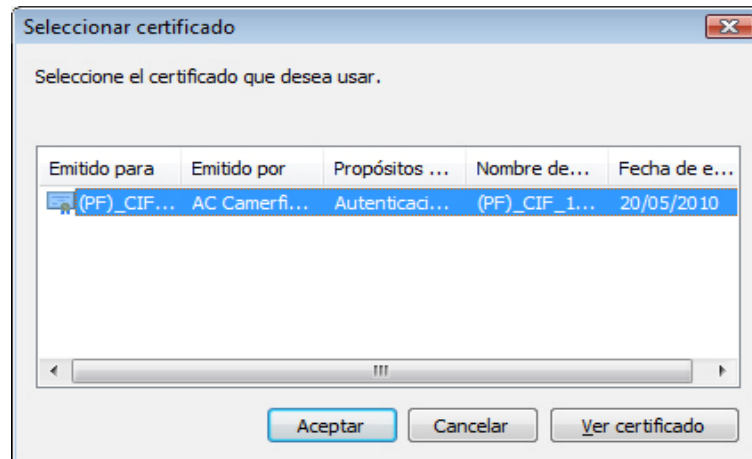 Seleccionar certificado
Seleccione el certificado que desea usar.
Emitido para Emitido por Propósitos ... Nombre de... Fecha de e...
(PF)_CIF... AC Camerfi... Autenticaci... (PF)_CIF_1... 20/05/2010
Aceptar Cancelar Ver certificado